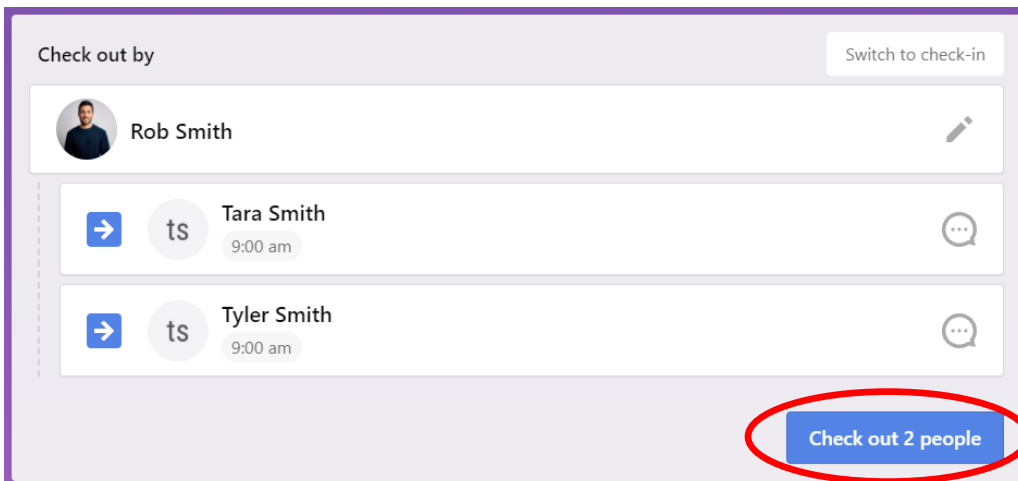 Check out by
Switch to check-in
Rob Smith
ts
Tara Smith
9:00 am
ts
Tyler Smith
9:00 am
Check out 2 people